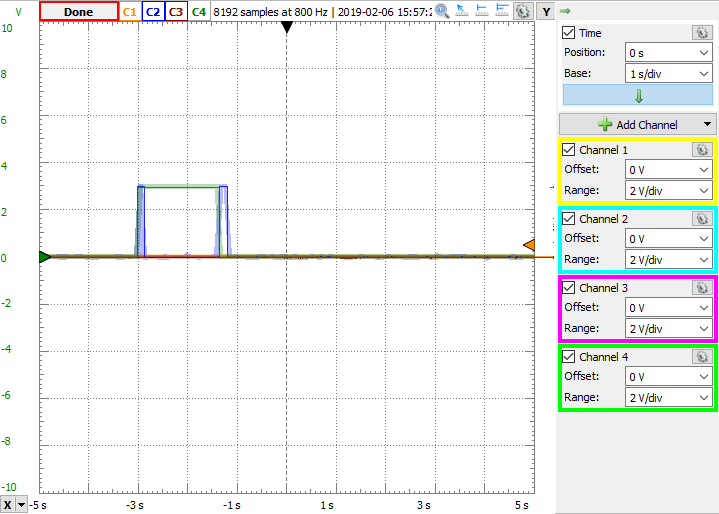 V Done C1 C2 C3 C4 8192 samples at 800 Hz | 2019-02-06 15:57:2 Y
10
8
6
4
2
0
-2
-4
-6
-8
-10
X -5 s -3 s -1 s 1 s 3 s 5 s
Time
Position: 0 s
Base: 1 s/div
Add Channel
Channel 1
Offset: 0 V
Range: 2 V/div
Channel 2
Offset: 0 V
Range: 2 V/div
Channel 3
Offset: 0 V
Range: 2 V/div
Channel 4
Offset: 0 V
Range: 2 V/div